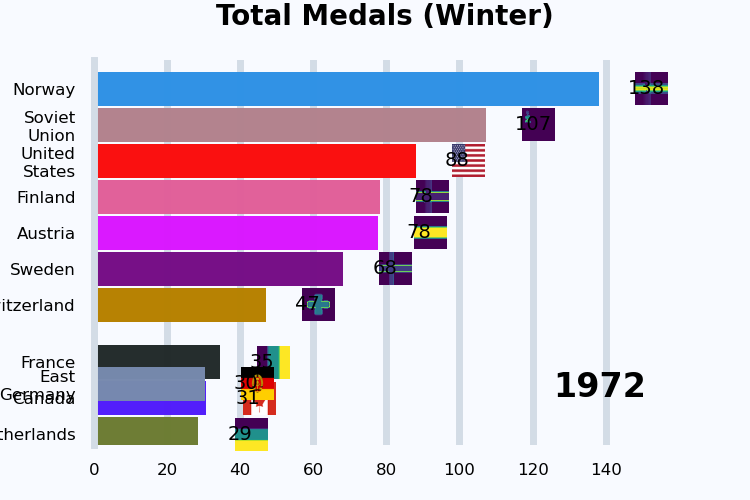 Total Medals (Winter)
Norway 138
Soviet
Union 107
United
States 88
Finland 78
Austria 78
Sweden 68
itzerland 47
France 35
East
Germany 30
Canada 31
therlands 29
1972
0 20 40 60 80 100 120 140